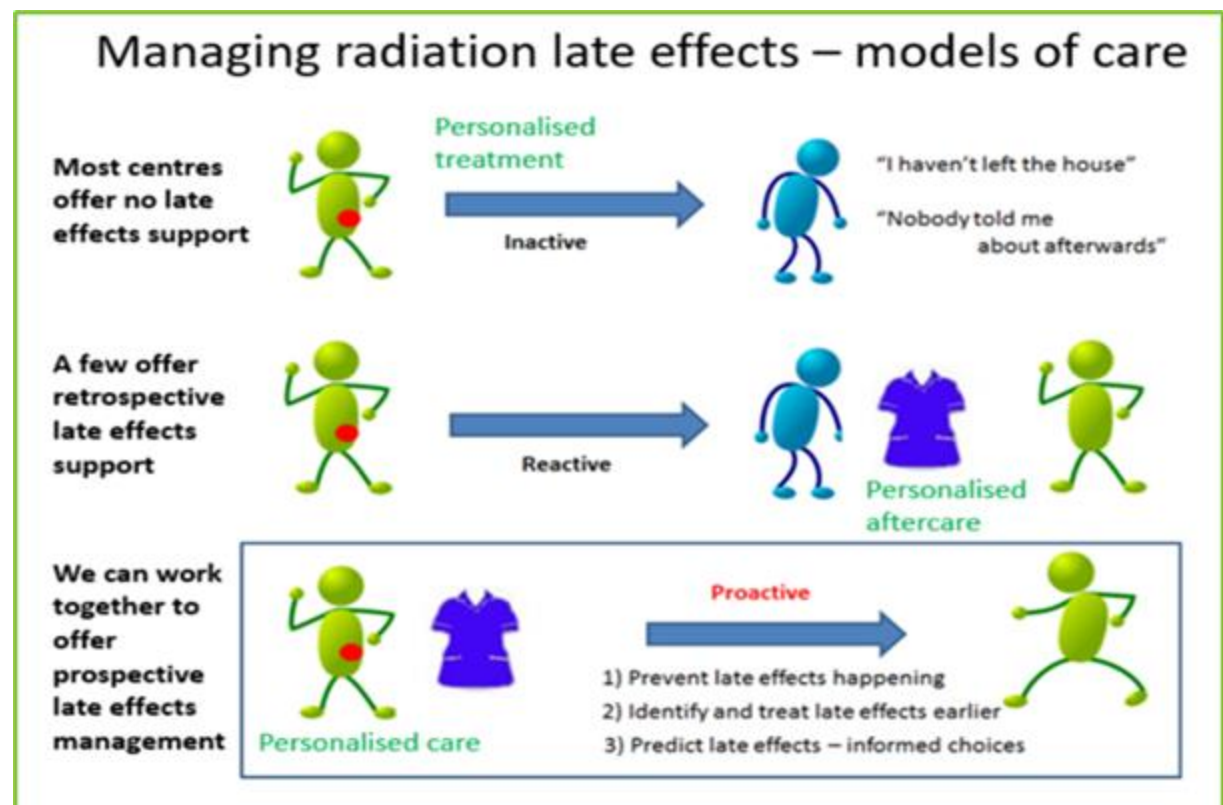 Managing radiation late effects – models of care
Most centres
offer no late
effects support
Personalised
treatment
Inactive
“I haven’t left the house”
“Nobody told me
about afterwards”
A few offer
retrospective
late effects
support
Reactive
Personalised
aftercare
We can work
together to
offer
prospective
late effects
management
Personalised care
Proactive
1) Prevent late effects happening
2) Identify and treat late effects earlier
3) Predict late effects – informed choices